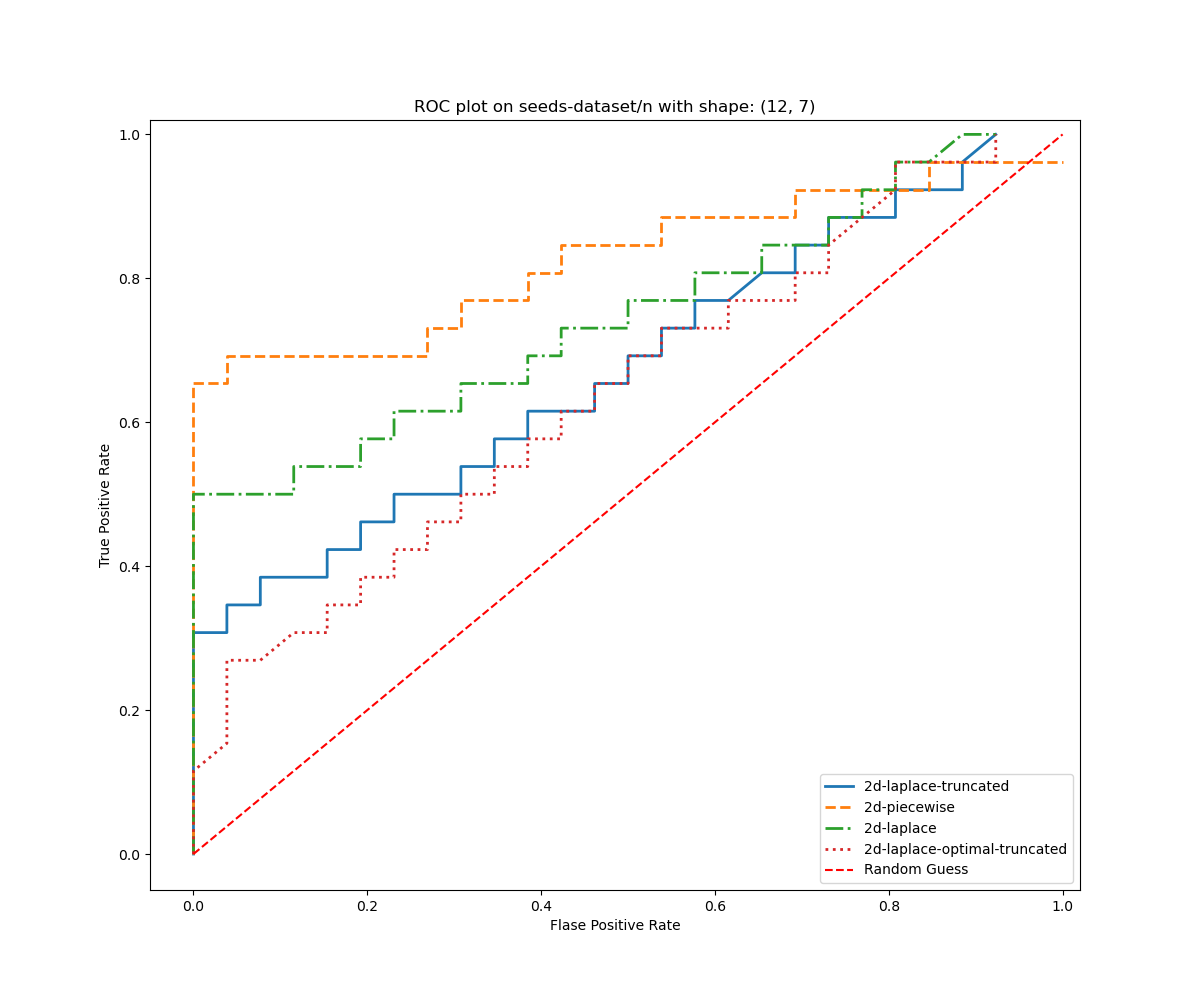 ROC plot on seeds-dataset/n with shape: (12, 7)
1.0
0.8
0.6
0.4
0.2
0.0
True Positive Rate
0.0 0.2 0.4 0.6 0.8 1.0
Flase Positive Rate
2d-laplace-truncated
2d-piecewise
2d-laplace
2d-laplace-optimal-truncated
Random Guess